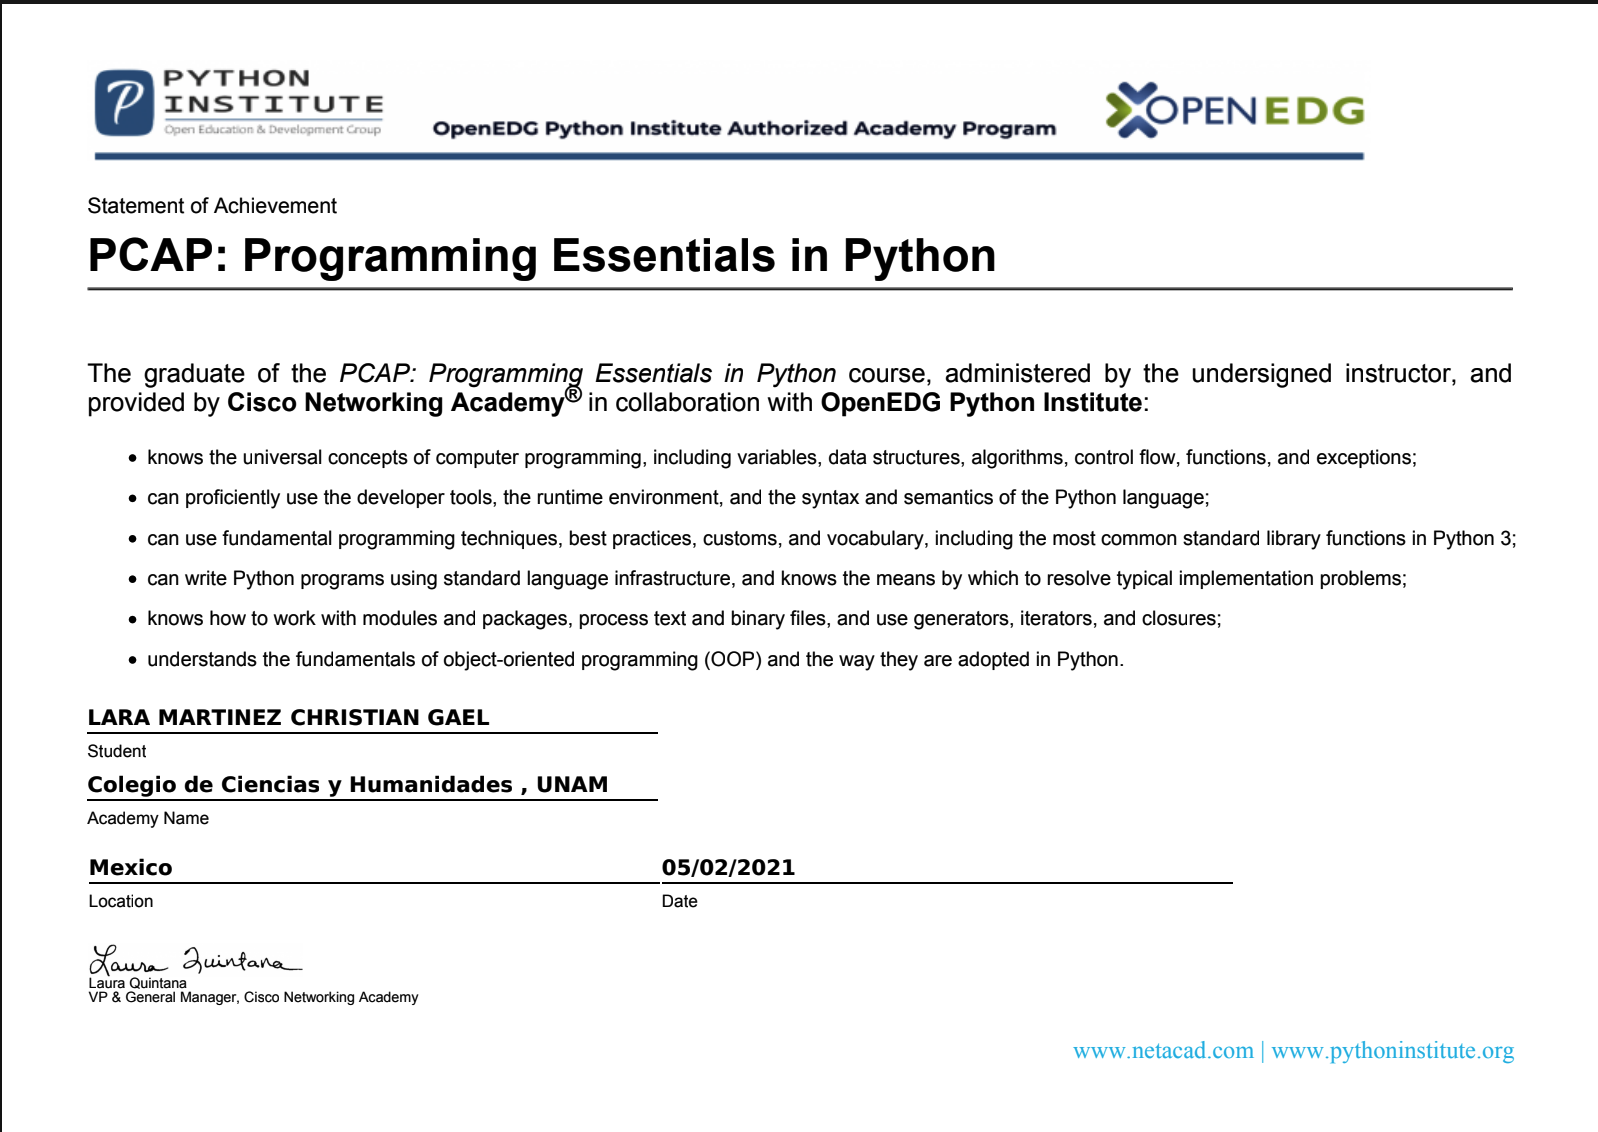 PYTHON
INSTITUTE
Open Education & Development Group
OpenEDG Python Institute Authorized Academy Program
OPENEDG
Statement of Achievement
PCAP: Programming Essentials in Python
The graduate of the PCAP: Programming Essentials in Python course, administered by the undersigned instructor, and
provided by Cisco Networking Academy® in collaboration with OpenEDG Python Institute:
• knows the universal concepts of computer programming, including variables, data structures, algorithms, control flow, functions, and exceptions;
• can proficiently use the developer tools, the runtime environment, and the syntax and semantics of the Python language;
• can use fundamental programming techniques, best practices, customs, and vocabulary, including the most common standard library functions in Python 3;
• can write Python programs using standard language infrastructure, and knows the means by which to resolve typical implementation problems;
• knows how to work with modules and packages, process text and binary files, and use generators, iterators, and closures;
• understands the fundamentals of object-oriented programming (OOP) and the way they are adopted in Python.
LARA MARTINEZ CHRISTIAN GAEL
Student
Colegio de Ciencias y Humanidades , UNAM
Academy Name
Mexico 05/02/2021
Location Date
Laura Quintana
Laura Quintana
VP & General Manager, Cisco Networking Academy
www.netacad.com | www.pythoninstitute.org